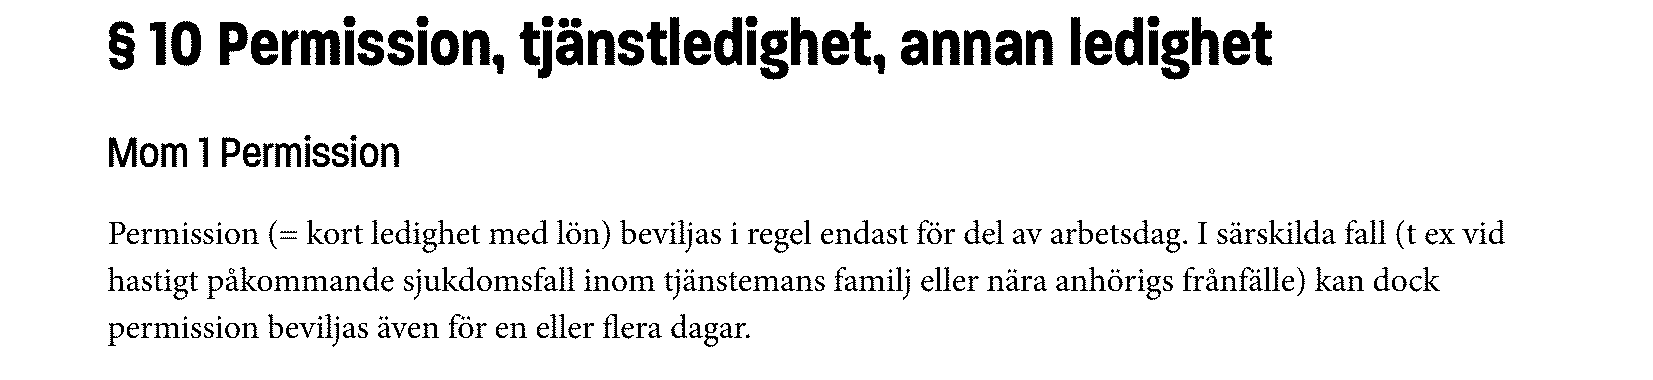 § 10 Permission, tjänstledighet, annan ledighet
Mom 1 Permission
Permission (= kort ledighet med lön) beviljas i regel endast för del av arbetsdag. I särskilda fall (t ex vid
hastigt påkommande sjukdomsfall inom tjänstemans familj eller nära anhörigs frånfälle) kan dock
permission beviljas även för en eller flera dagar.